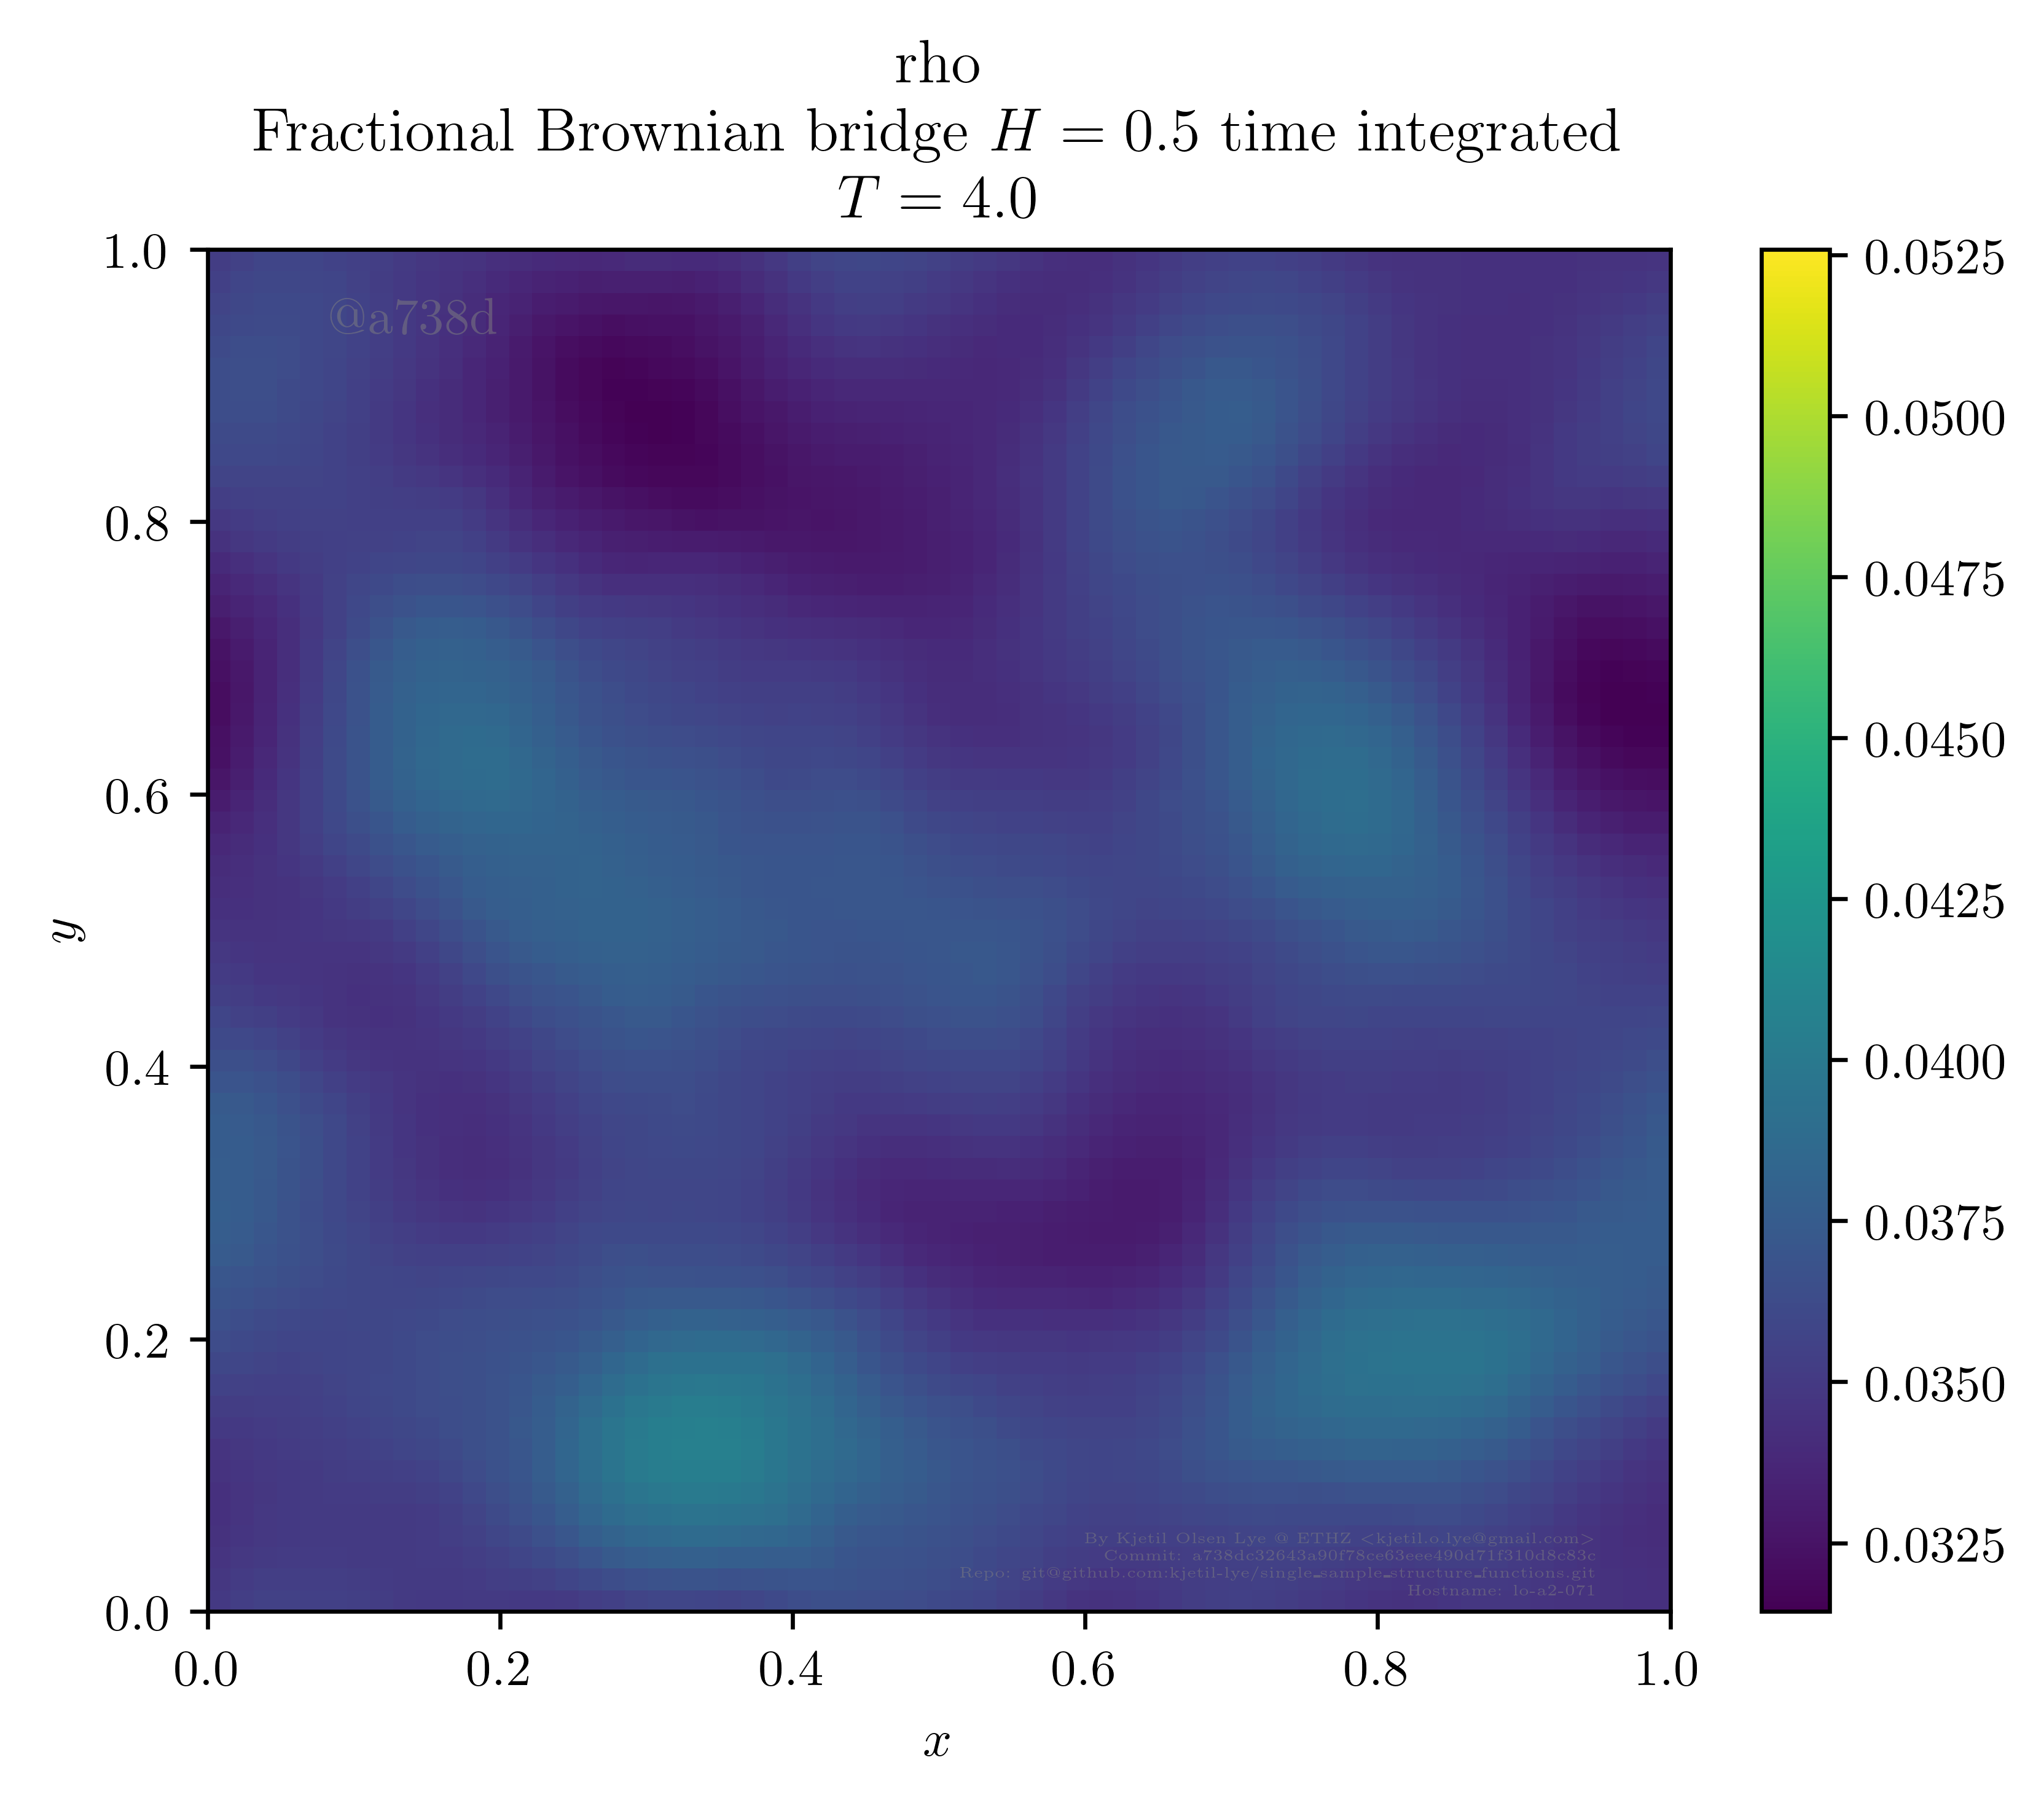 rho
Fractional Brownian bridge H = 0.5 time integrated
T = 4.0
1.0
0.8
0.6
0.4
0.2
0.0
y
@a738d
By Kjetil Olsen Lye @ ETHZ <kjetil.o.lye@gmail.com>
Commit: a738dc32643a90f78ce63eee490d71f310d8c83c
Repo: git@github.com:kjetil-lye/single_sample_structure_functions.git
Hostname: lo-a2-071
0.0 0.2 0.4 0.6 0.8 1.0
x
0.0525
0.0500
0.0475
0.0450
0.0425
0.0400
0.0375
0.0350
0.0325